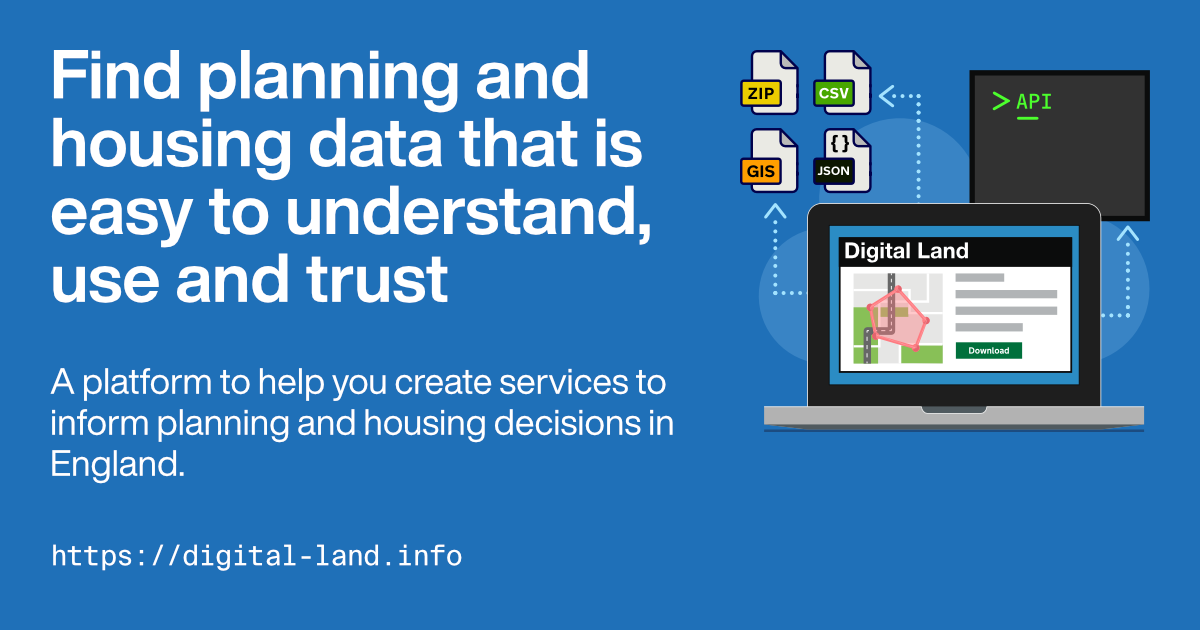 Find planning and
housing data that is
easy to understand,
use and trust
A platform to help you create services to
inform planning and housing decisions in
England.
https://digital-land.info
ZIP
CSV
GIS
{}
JSON
>API
Digital Land
Download